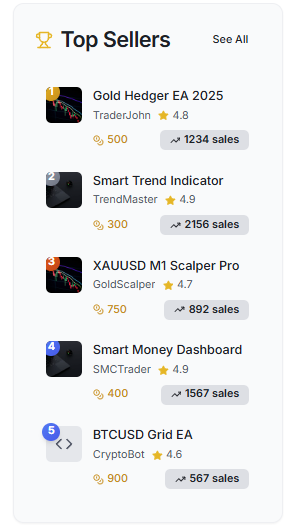 Top Sellers See All
1
Gold Hedger EA 2025
TraderJohn 4.8
500 1234 sales
2
Smart Trend Indicator
TrendMaster 4.9
300 2156 sales
3
XAUUSD M1 Scalper Pro
GoldScalper 4.7
750 892 sales
4
Smart Money Dashboard
SMCTrader 4.9
400 1567 sales
5
BTCUSD Grid EA
CryptoBot 4.6
900 567 sales